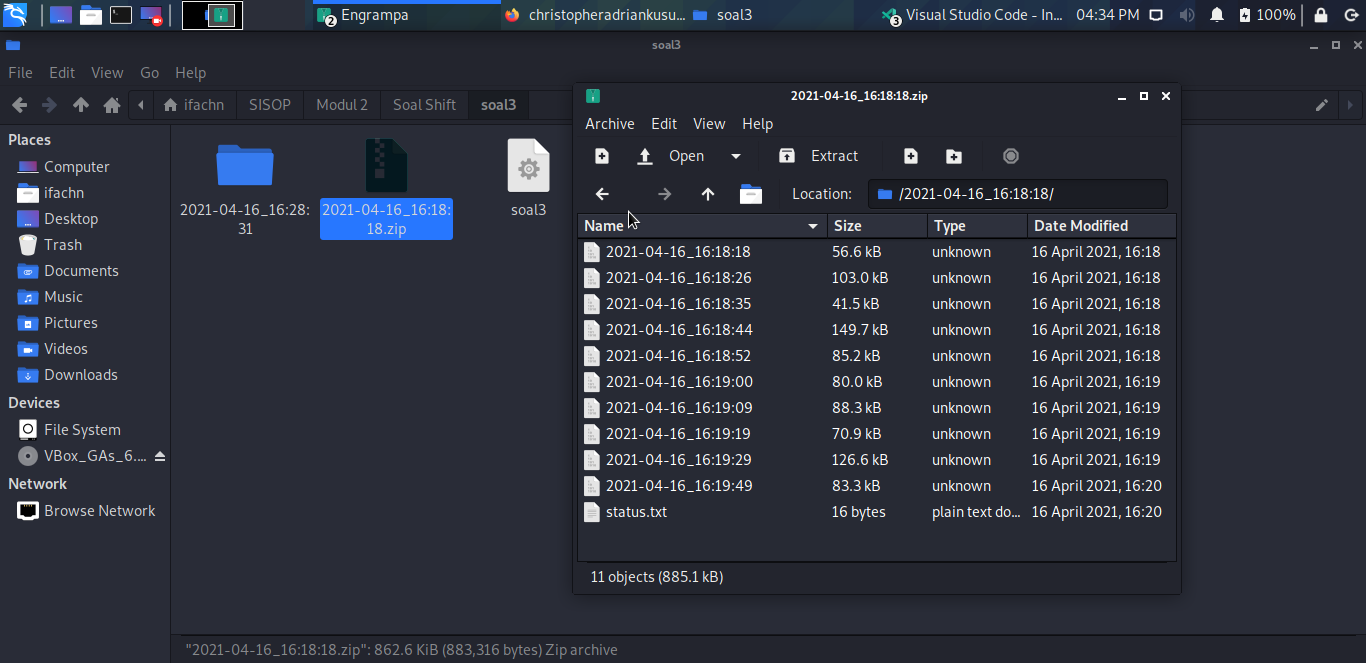 Engrampa
christopheradriankusu...
soal3
Visual Studio Code - In...
04:34 PM
100%
2
3
soal3
File Edit View Go Help
ifachn SISOP Modul 2 Soal Shift soal3
Places
Computer
ifachn
Desktop
Trash
Documents
Music
Pictures
Videos
Downloads
Devices
File System
VBox_GAs_6....
Network
Browse Network
2021-04-16_16:28:
31
2021-04-16_16:18:
18.zip
soal3
2021-04-16_16:18:18.zip
Archive Edit View Help
Open Extract
Location: /2021-04-16_16:18:18/
Name Size Type Date Modified
2021-04-16_16:18:18 56.6 kB unknown 16 April 2021, 16:18
2021-04-16_16:18:26 103.0 kB unknown 16 April 2021, 16:18
2021-04-16_16:18:35 41.5 kB unknown 16 April 2021, 16:18
2021-04-16_16:18:44 149.7 kB unknown 16 April 2021, 16:18
2021-04-16_16:18:52 85.2 kB unknown 16 April 2021, 16:18
2021-04-16_16:19:00 80.0 kB unknown 16 April 2021, 16:19
2021-04-16_16:19:09 88.3 kB unknown 16 April 2021, 16:19
2021-04-16_16:19:19 70.9 kB unknown 16 April 2021, 16:19
2021-04-16_16:19:29 126.6 kB unknown 16 April 2021, 16:19
2021-04-16_16:19:49 83.3 kB unknown 16 April 2021, 16:20
status.txt 16 bytes plain text do... 16 April 2021, 16:20
11 objects (885.1 kB)
"2021-04-16_16:18:18.zip": 862.6 KiB (883,316 bytes) Zip archive